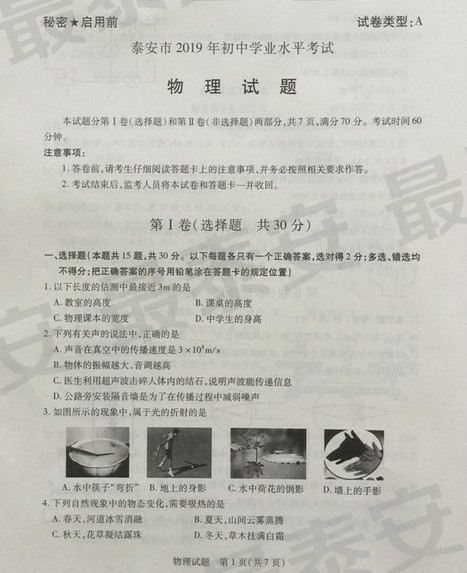 秘密★启用前 试卷类型:A
泰安市2019年初中学业水平考试
物 理 试 题
本试题分第Ⅰ卷(选择题)和第Ⅱ卷(非选择题)两部分,共7页,满分70分。考试时间60
分钟。
注意事项:
1.答卷前,请考生仔细阅读答题卡上的注意事项,并务必按照相关要求作答。
2.考试结束后,监考人员将本试卷和答题卡一并收回。
第Ⅰ卷(选择题 共30分)
一、选择题(本题共15题,共30分。以下每题各只有一个正确答案,选对得2分;多选、错选均
不得分;把正确答案的序号用铅笔涂在答题卡的规定位置)
1.以下长度的估测中最接近3m的是
A.教室的高度 B.课桌的高度
C.物理课本的宽度 D.中学生的身高
2.下列有关声的说法中,正确的是
A.声音在真空中的传播速度是3×10⁸m/s
B.物体的振幅越大,音调越高
C.医生利用超声波击碎人体内的结石,说明声波能传递信息
D.公路旁安装隔音墙是为了在传播过程中减弱噪声
3.如图所示的现象中,属于光的折射的是
A.水中筷子“弯折” B.地上的身影 C.水中荷花的倒影 D.墙上的手影
4.下列自然现象中的物态变化,需要吸热的是
A.春天,河道冰雪消融 B.夏天,山间云雾蒸腾
C.秋天,花草凝结露珠 D.冬天,草木挂满白霜
物理试题 第1页(共7页)
最泰安
最泰安
最泰安